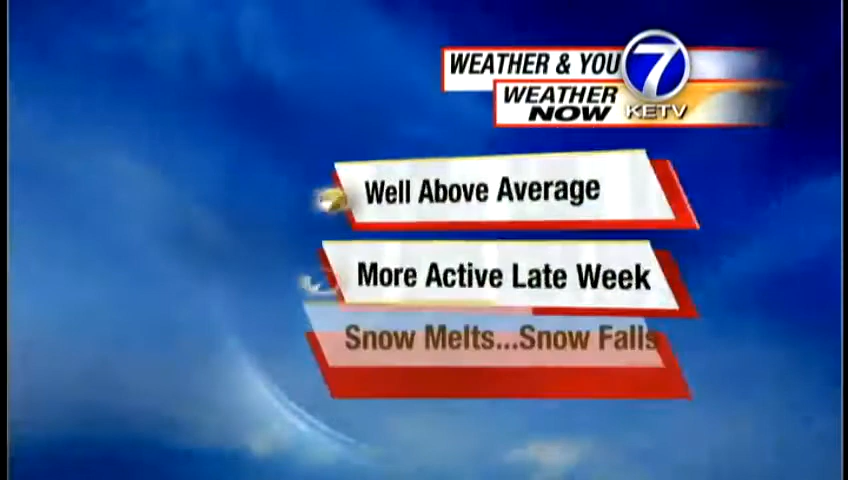 WEATHER & YOU
WEATHER
NOW
7
KETV
Well Above Average
More Active Late Week
Snow Melts...Snow Falls